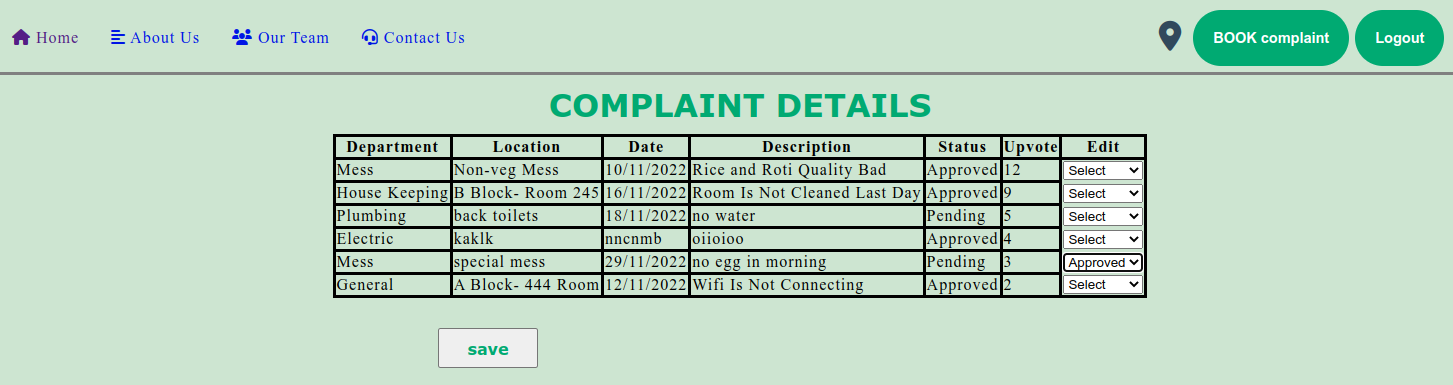 Home About Us Our Team Contact Us BOOK complaint Logout
COMPLAINT DETAILS
Department Location Date Description Status Upvote Edit
Mess Non-veg Mess 10/11/2022 Rice and Roti Quality Bad Approved 12 Select
House Keeping B Block- Room 245 16/11/2022 Room Is Not Cleaned Last Day Approved 9 Select
Plumbing back toilets 18/11/2022 no water Pending 5 Select
Electric kaklk nncnmb oiioioo Approved 4 Select
Mess special mess 29/11/2022 no egg in morning Pending 3 Approved
General A Block- 444 Room 12/11/2022 Wifi Is Not Connecting Approved 2 Select
save